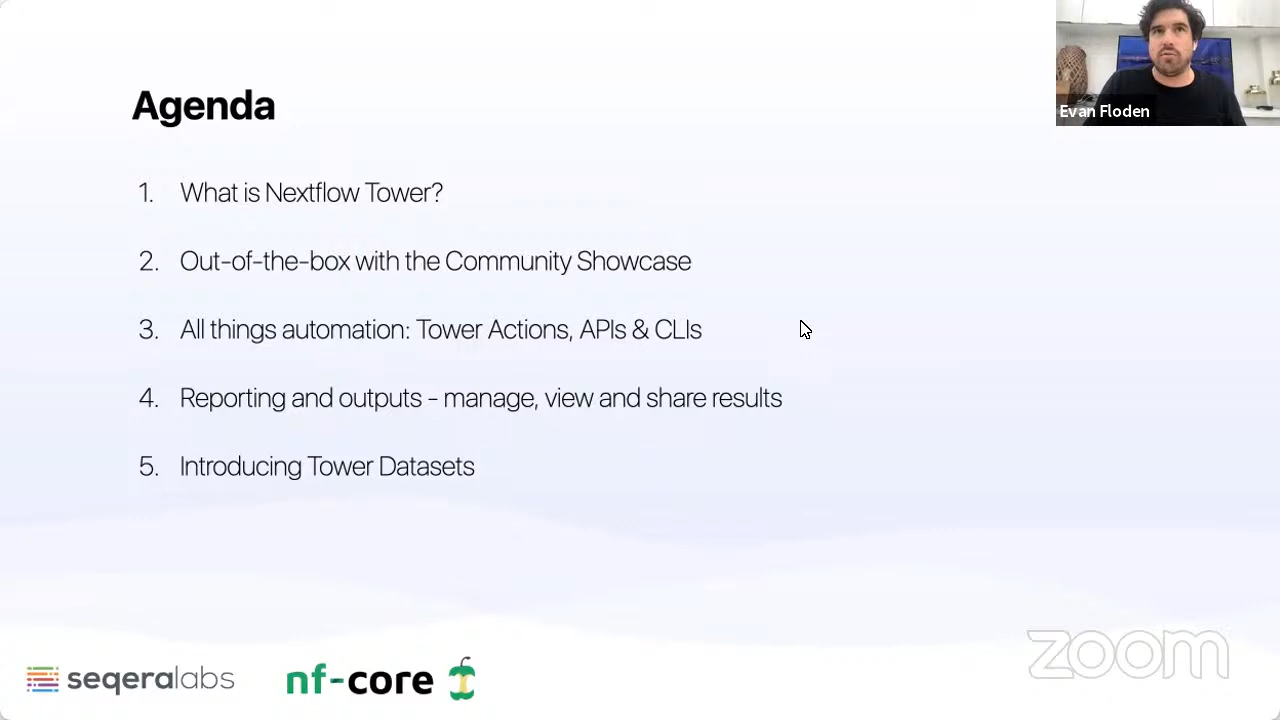 Agenda
Evan Floden
1. What is Nextflow Tower?
2. Out-of-the-box with the Community Showcase
3. All things automation: Tower Actions, APIs & CLIs
4. Reporting and outputs - manage, view and share results
5. Introducing Tower Datasets
seqeralabs
nf-core
zoom